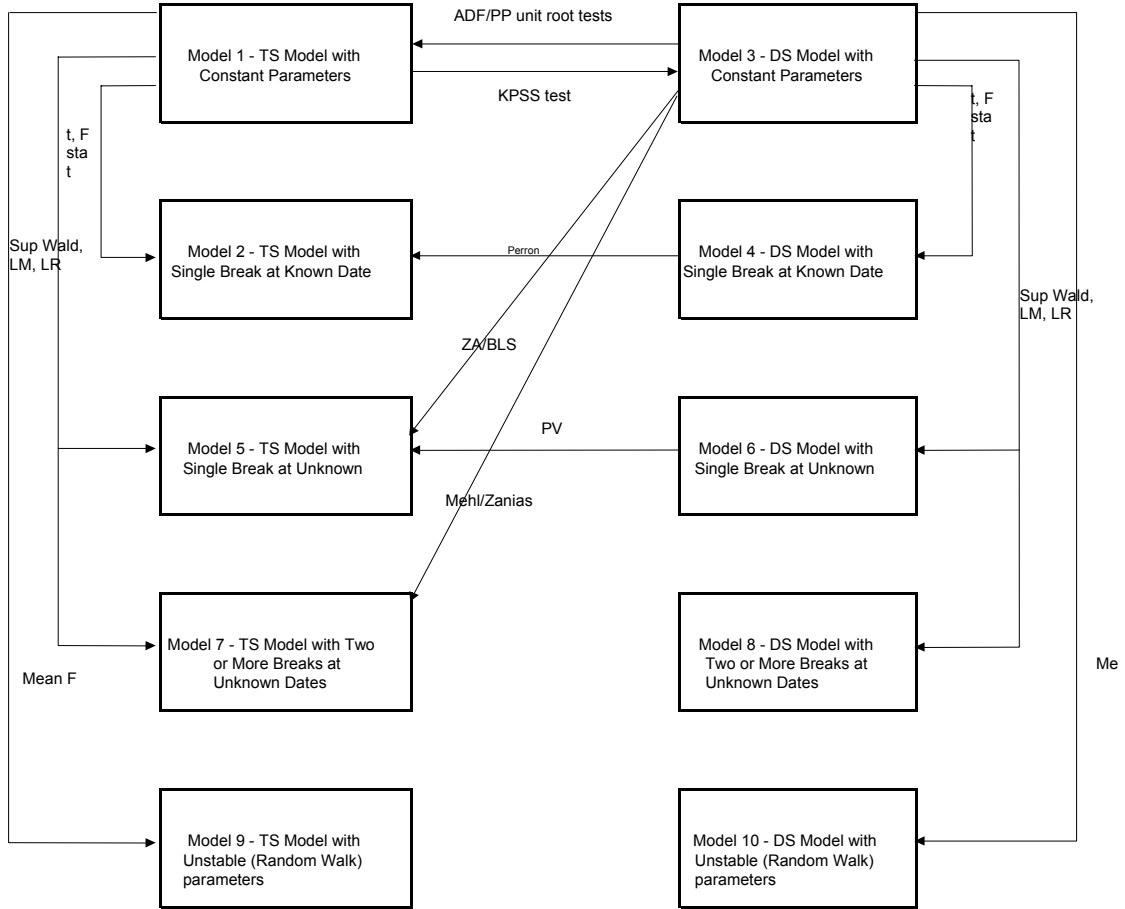 ADF/PP unit root tests
Model 1 - TS Model with
Constant Parameters
Model 3 - DS Model with
Constant Parameters
KPSS test
t, F
sta
t
t, F
sta
t
Model 2 - TS Model with
Single Break at Known Date
Perron
Model 4 - DS Model with
Single Break at Known Date
Sup Wald,
LM, LR
Sup Wald,
LM, LR
ZA/BLS
Model 5 - TS Model with
Single Break at Unknown
PV
Model 6 - DS Model with
Single Break at Unknown
Mehl/Zanias
Model 7 - TS Model with Two
or More Breaks at
Unknown Dates
Model 8 - DS Model with
Two or More Breaks at
Unknown Dates
Mean F
Me
Model 9 - TS Model with
Unstable (Random Walk)
parameters
Model 10 - DS Model with
Unstable (Random Walk)
parameters